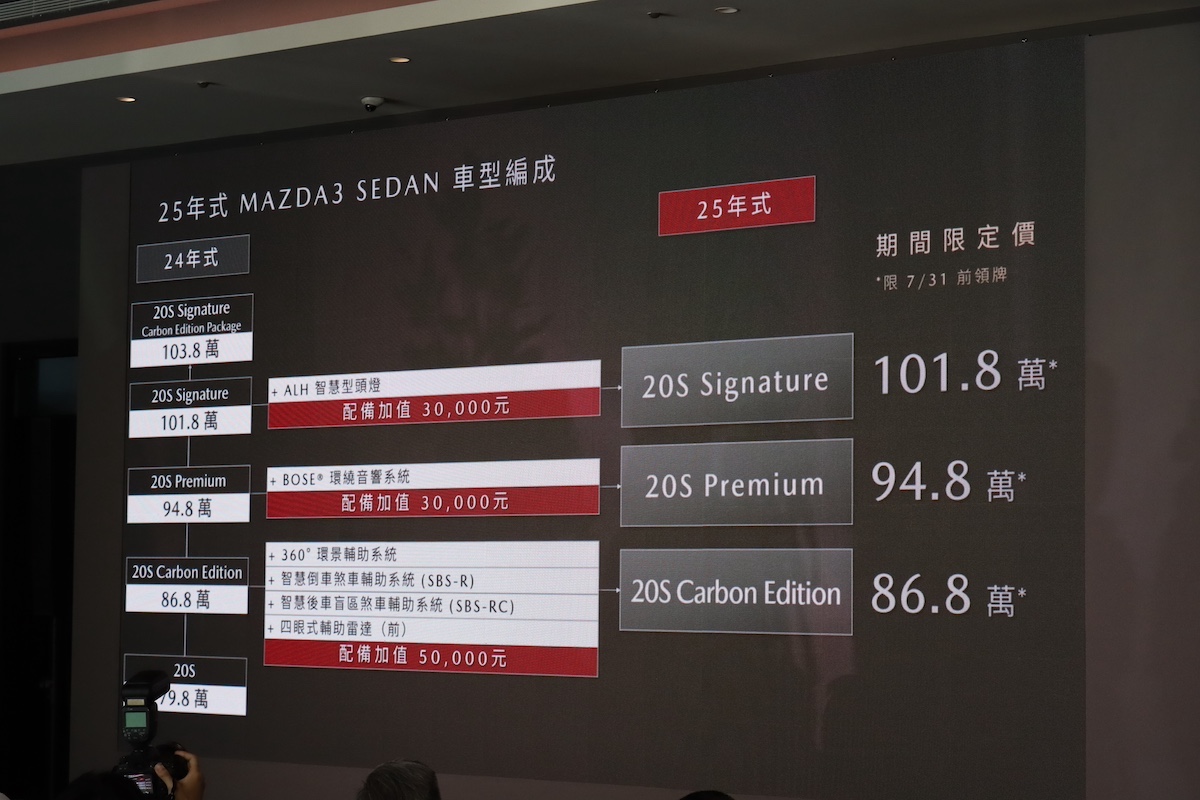 25年式 MAZDA3 SEDAN 車型編成
24年式
25年式
期間限定價
*限 7/31 前領牌
20S Signature
Carbon Edition Package
103.8 萬
20S Signature
101.8 萬
+ ALH 智慧型頭燈
配備加值 30,000元
20S Signature
101.8 萬*
20S Premium
94.8 萬
+ BOSE® 環繞音響系統
配備加值 30,000元
20S Premium
94.8 萬*
20S Carbon Edition
86.8 萬
+ 360° 環景輔助系統
+ 智慧倒車煞車輔助系統 (SBS-R)
+ 智慧後車盲區煞車輔助系統 (SBS-RC)
+ 四眼式輔助雷達（前）
配備加值 50,000元
20S Carbon Edition
86.8 萬*
20S
79.8 萬